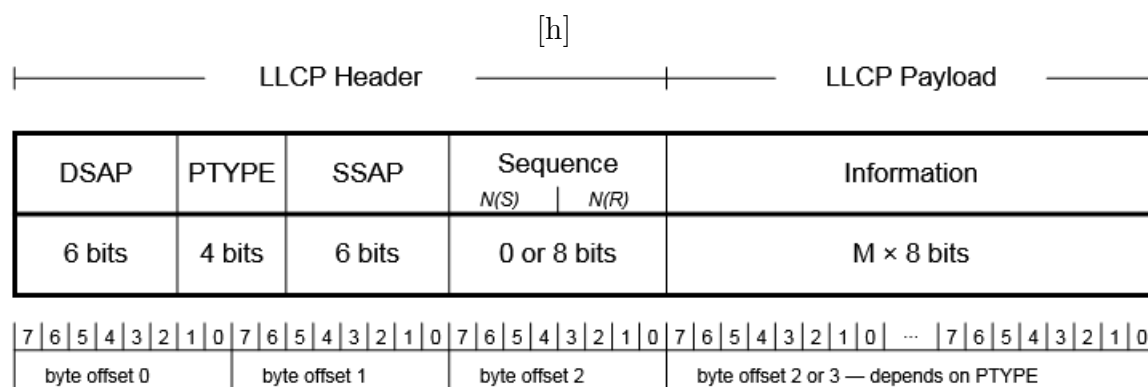 [h]
LLCP Header LLCP Payload
DSAP PTYPE SSAP Sequence Information
N(S) N(R)
6 bits 4 bits 6 bits 0 or 8 bits M × 8 bits
7 6 5 4 3 2 1 0 7 6 5 4 3 2 1 0 7 6 5 4 3 2 1 0 7 6 5 4 3 2 1 0 ... 7 6 5 4 3 2 1 0
byte offset 0 byte offset 1 byte offset 2 byte offset 2 or 3 — depends on PTYPE